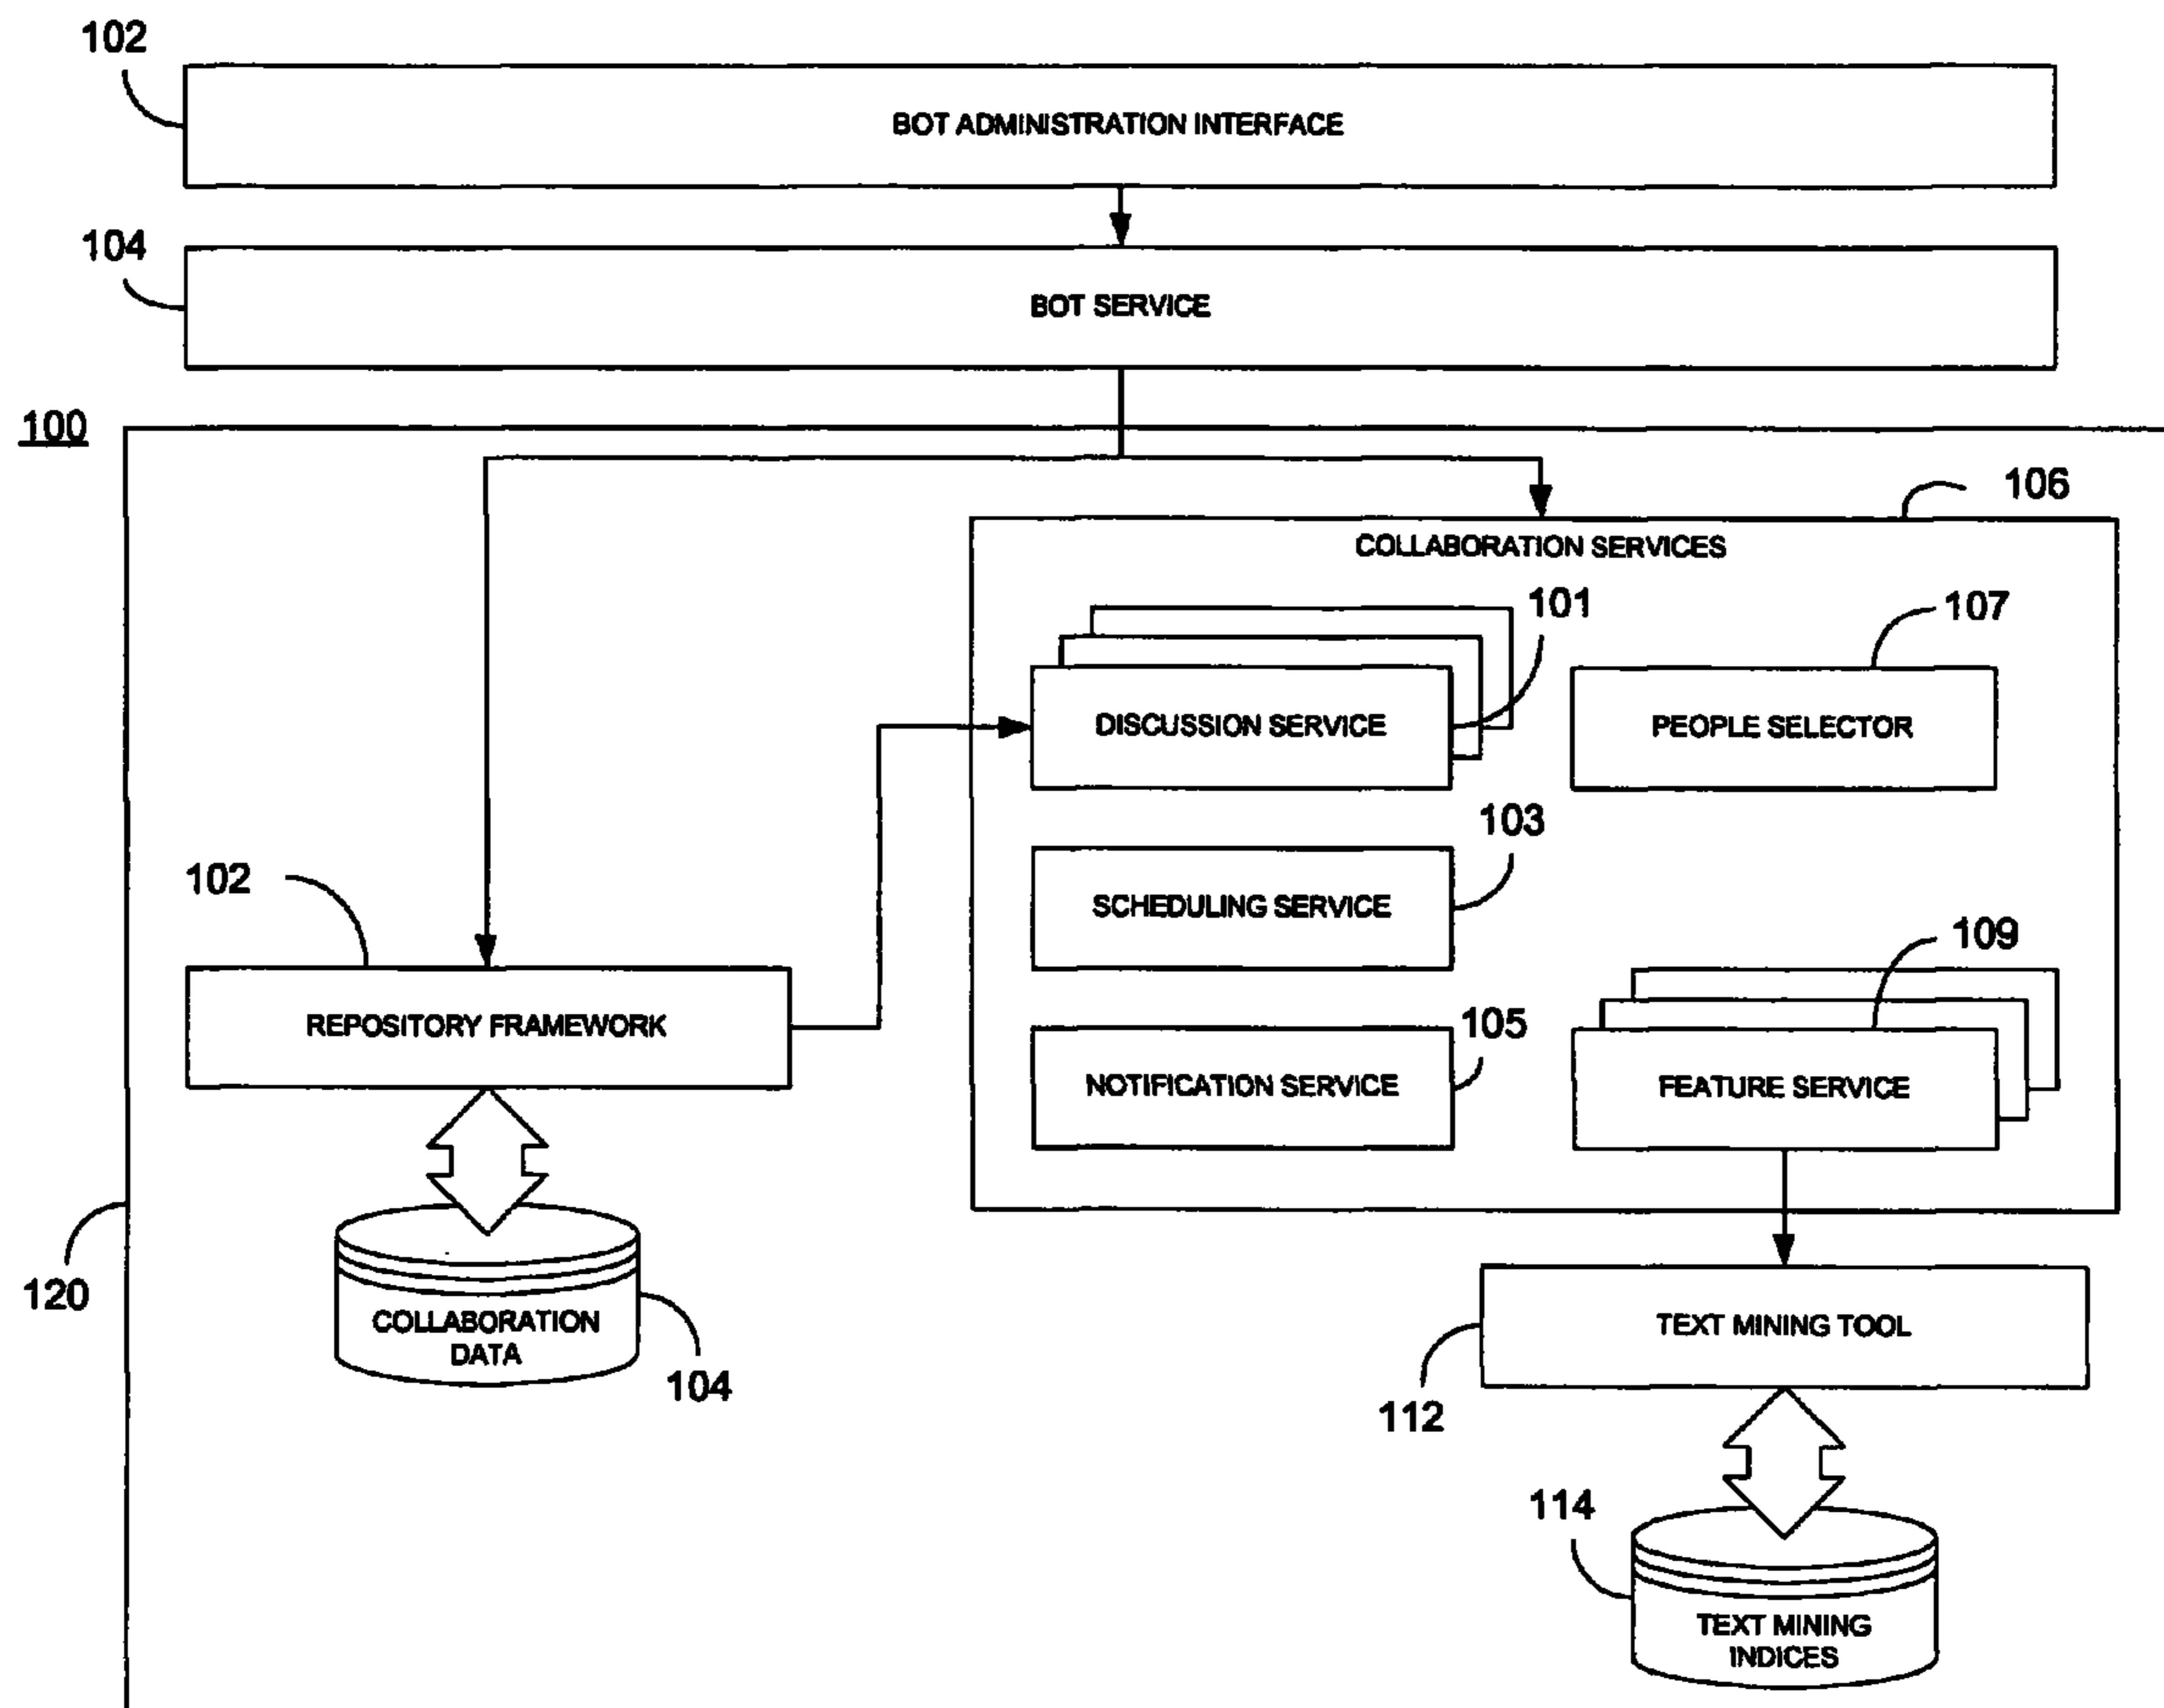 102
BOT ADMINISTRATION INTERFACE
104
BOT SERVICE
100
106
COLLABORATION SERVICES
101
107
DISCUSSION SERVICE
PEOPLE SELECTOR
103
102
SCHEDULING SERVICE
109
REPOSITORY FRAMEWORK
105
NOTIFICATION SERVICE
FEATURE SERVICE
120
COLLABORATION
DATA
104
TEXT MINING TOOL
112
114
TEXT MINING
INDICES